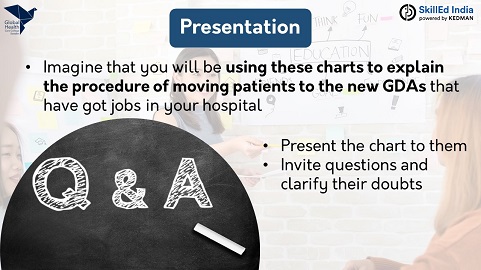 Global
Health
SkillEd India
powered by KEDMAN
Presentation
THINK
FUN
EDUCATION
• Imagine that you will be using these charts to explain
the procedure of moving patients to the new GDAs that
have got jobs in your hospital
• Present the chart to them
• Invite questions and
clarify their doubts
Q & A